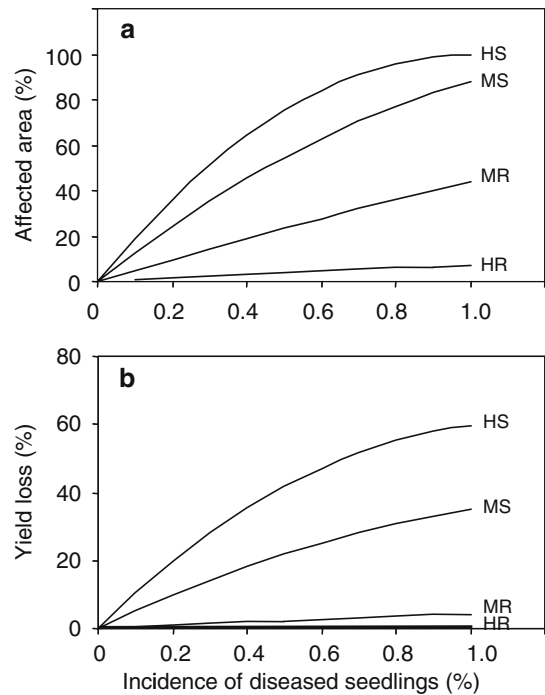 a
100
80
60
40
20
0
Affected area (%)
HS
MS
MR
HR
0 0.2 0.4 0.6 0.8 1.0
b
80
60
40
20
0
Yield loss (%)
HS
MS
MR
HR
0.2 0.4 0.6 0.8 1.0
Incidence of diseased seedlings (%)